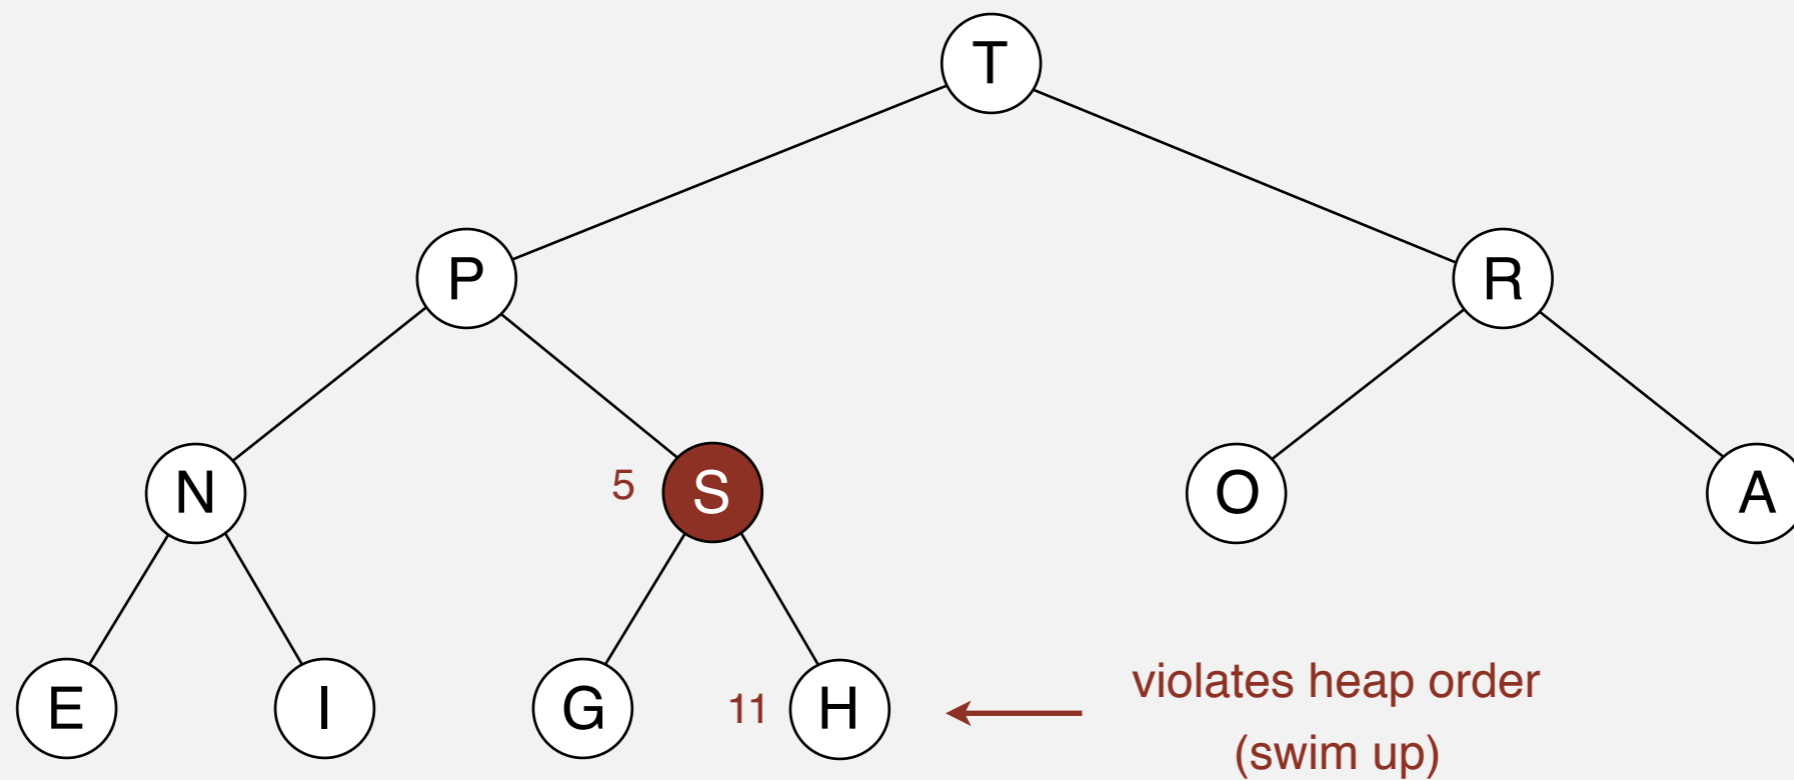 T
P
R
N
5
S
O
A
E
I
G
11
H
violates heap order
(swim up)